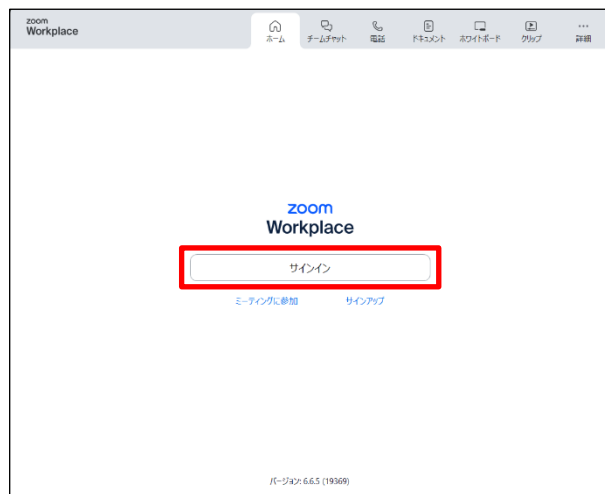 zoom
Workplace
ホーム
チームチャット
電話
ドキュメント
ホワイトボード
クリップ
詳細
zoom
Workplace
サインイン
ミーティングに参加 サインアップ
バージョン: 6.6.5 (19369)